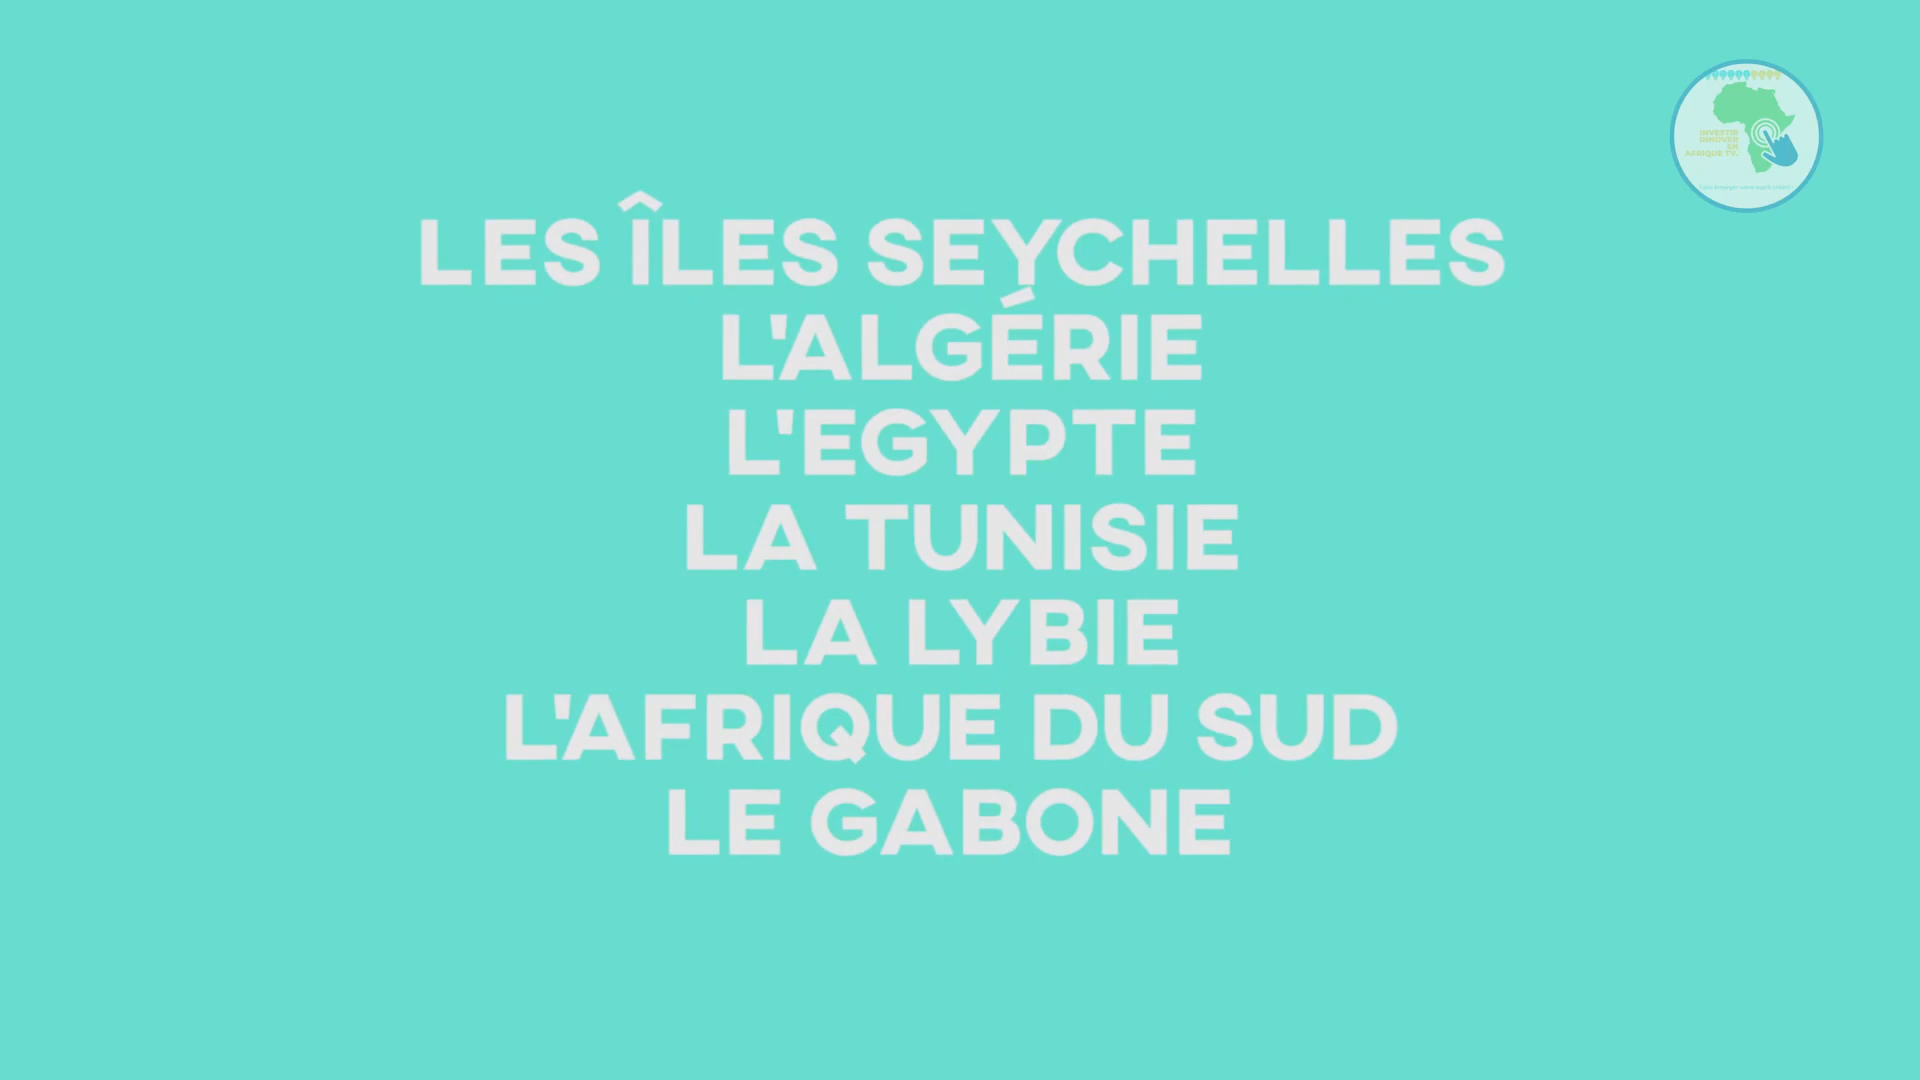 INVESTIR
INNOVER
EN
AFRIQUE TV.
LES ÎLES SEYCHELLES
L'ALGÉRIE
L'EGYPTE
LA TUNISIE
LA LYBIE
L'AFRIQUE DU SUD
LE GABONE